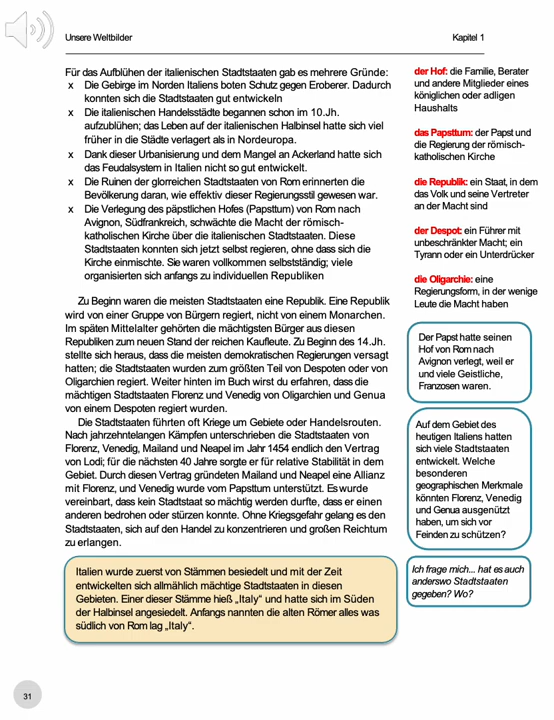 Unsere Weltbilder
Kapitel 1
Für das Aufblühen der italienischen Stadtstaaten gab es mehrere Gründe:
x Die Gebirge im Norden Italiens boten Schutz gegen Eroberer. Dadurch
konnten sich die Stadtstaaten gut entwickeln
x Die italienischen Handelsstädte begannen schon im 10.Jh.
aufzublühen; das Leben auf der italienischen Halbinsel hatte sich viel
früher in die Städte verlagert als in Nordeuropa.
x Dank dieser Urbanisierung und dem Mangel an Ackerland hatte sich
das Feudalsystem in Italien nicht so gut entwickelt.
x Die Ruinen der glorreichen Stadtstaaten von Rom erinnerten die
Bevölkerung daran, wie effektiv dieser Regierungsstil gewesen war.
x Die Verlegung des päpstlichen Hofes (Papsttum) von Rom nach
Avignon, Südfrankreich, schwächte die Macht der römisch-
katholischen Kirche über die italienischen Stadtstaaten. Diese
Stadtstaaten konnten sich jetzt selbst regieren, ohne dass sich die
Kirche einmischte. Sie waren vollkommen selbstständig; viele
organisierten sich anfangs zu individuellen Republiken
Zu Beginn waren die meisten Stadtstaaten eine Republik. Eine Republik
wird von einer Gruppe von Bürgern regiert, nicht von einem Monarchen.
Im späten Mittelalter gehörten die mächtigsten Bürger aus diesen
Republiken zum neuen Stand der reichen Kaufleute. Zu Beginn des 14.Jh.
stellte sich heraus, dass die meisten demokratischen Regierungen versagt
hatten; die Stadtstaaten wurden zum größten Teil von Despoten oder von
Oligarchien regiert. Weiter hinten im Buch wirst du erfahren, dass die
mächtigen Stadtstaaten Florenz und Venedig von Oligarchien und Genua
von einem Despoten regiert wurden.
Die Stadtstaaten führten oft Kriege um Gebiete oder Handelsrouten.
Nach jahrzehntelangen Kämpfen unterschrieben die Stadtstaaten von
Florenz, Venedig, Mailand und Neapel im Jahr 1454 endlich den Vertrag
von Lodi; für die nächsten 40 Jahre sorgte er für relative Stabilität in dem
Gebiet. Durch diesen Vertrag gründeten Mailand und Neapel eine Allianz
mit Florenz, und Venedig wurde vom Papsttum unterstützt. Es wurde
vereinbart, dass kein Stadtstaat so mächtig werden durfte, dass er einen
anderen bedrohen oder stürzen konnte. Ohne Kriegsgefahr gelang es den
Stadtstaaten, sich auf den Handel zu konzentrieren und großen Reichtum
zu erlangen.
Italien wurde zuerst von Stämmen besiedelt und mit der Zeit
entwickelten sich allmählich mächtige Stadtstaaten in diesen
Gebieten. Einer dieser Stämme hieß „Italy“ und hatte sich im Süden
der Halbinsel angesiedelt. Anfangs nannten die alten Römer alles was
südlich von Rom lag „Italy“.
der Hof: die Familie, Berater
und andere Mitglieder eines
königlichen oder adligen
Haushalts
das Papsttum: der Papst und
die Regierung der römisch-
katholischen Kirche
die Republik: ein Staat, in dem
das Volk und seine Vertreter
an der Macht sind
der Despot: ein Führer mit
unbeschränkter Macht; ein
Tyrann oder ein Unterdrücker
die Oligarchie: eine
Regierungsform, in der wenige
Leute die Macht haben
Der Papst hatte seinen
Hof von Rom nach
Avignon verlegt, weil er
und viele Geistliche,
Franzosen waren.
Auf dem Gebiet des
heutigen Italiens hatten
sich viele Stadtstaaten
entwickelt. Welche
besonderen
geographischen Merkmale
könnten Florenz, Venedig
und Genua ausgenützt
haben, um sich vor
Feinden zu schützen?
Ich frage mich... hat es auch
anderswo Stadtstaaten
gegeben? Wo?
31